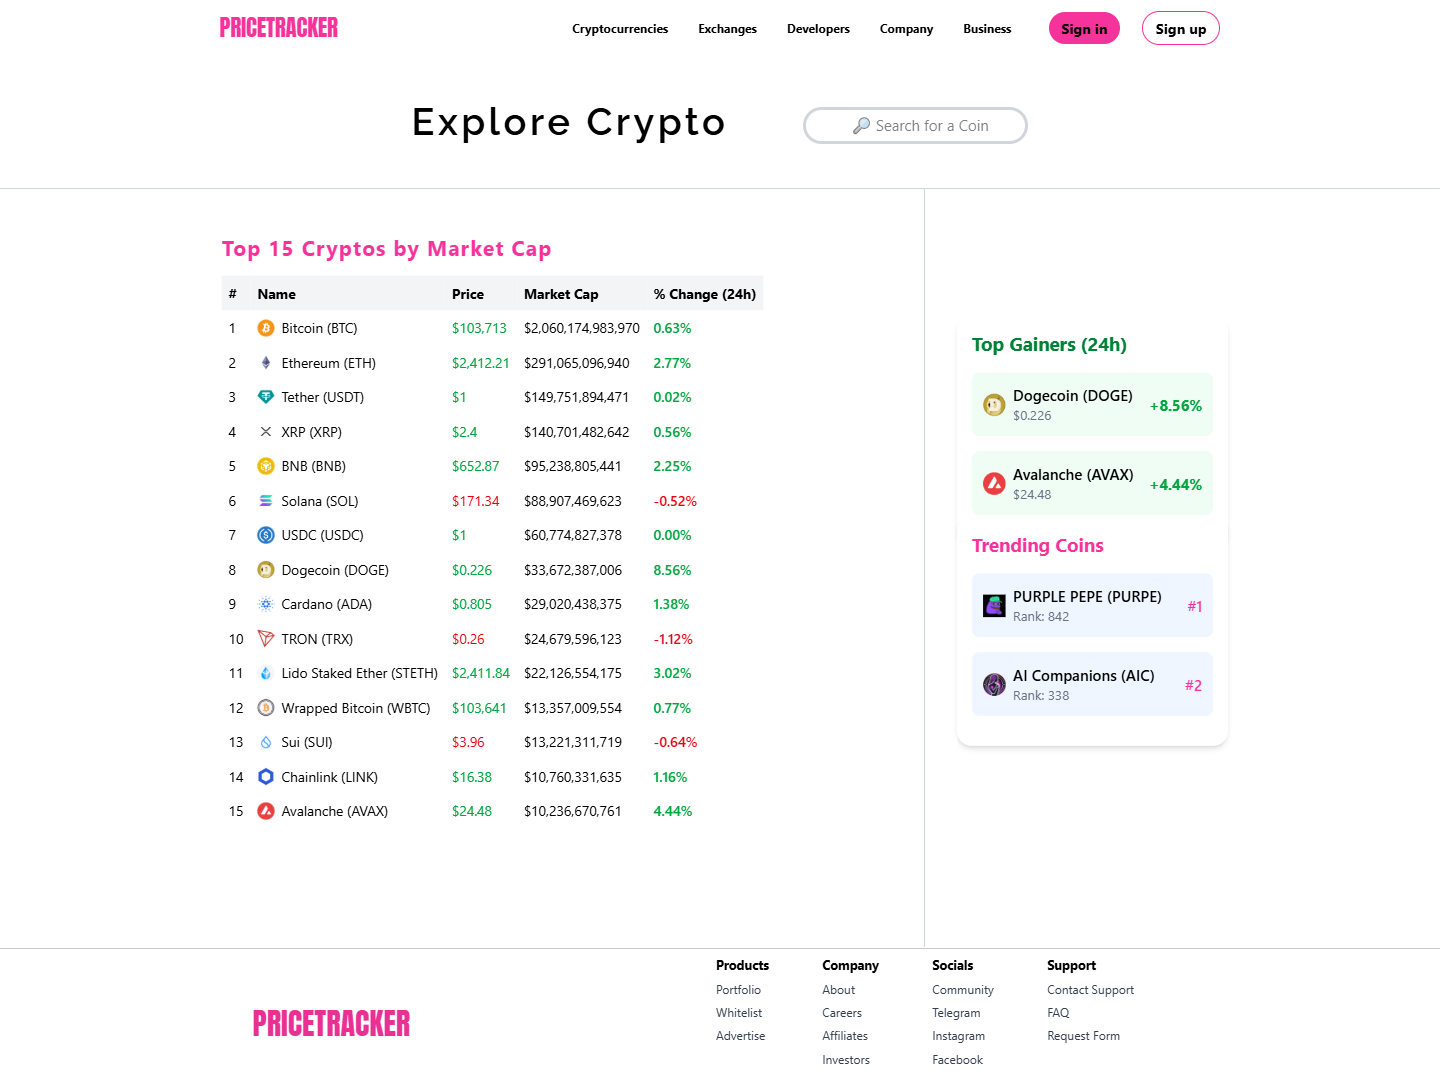 PRICETRACKER
Cryptocurrencies Exchanges Developers Company Business Sign in Sign up
Explore Crypto
🔎 Search for a Coin
Top 15 Cryptos by Market Cap
# Name Price Market Cap % Change (24h)
1 Bitcoin (BTC) $103,713 $2,060,174,983,970 0.63%
2 Ethereum (ETH) $2,412.21 $291,065,096,940 2.77%
3 Tether (USDT) $1 $149,751,894,471 0.02%
4 XRP (XRP) $2.4 $140,701,482,642 0.56%
5 BNB (BNB) $652.87 $95,238,805,441 2.25%
6 Solana (SOL) $171.34 $88,907,469,623 -0.52%
7 USDC (USDC) $1 $60,774,827,378 0.00%
8 Dogecoin (DOGE) $0.226 $33,672,387,006 8.56%
9 Cardano (ADA) $0.805 $29,020,438,375 1.38%
10 TRON (TRX) $0.26 $24,679,596,123 -1.12%
11 Lido Staked Ether (STETH) $2,411.84 $22,126,554,175 3.02%
12 Wrapped Bitcoin (WBTC) $103,641 $13,357,009,554 0.77%
13 Sui (SUI) $3.96 $13,221,311,719 -0.64%
14 Chainlink (LINK) $16.38 $10,760,331,635 1.16%
15 Avalanche (AVAX) $24.48 $10,236,670,761 4.44%
Top Gainers (24h)
Dogecoin (DOGE)
$0.226
+8.56%
Avalanche (AVAX)
$24.48
+4.44%
Trending Coins
PURPLE PEPE (PURPE)
Rank: 842
#1
AI Companions (AIC)
Rank: 338
#2
PRICETRACKER
Products
Portfolio
Whitelist
Advertise
Company
About
Careers
Affiliates
Investors
Socials
Community
Telegram
Instagram
Facebook
Support
Contact Support
FAQ
Request Form